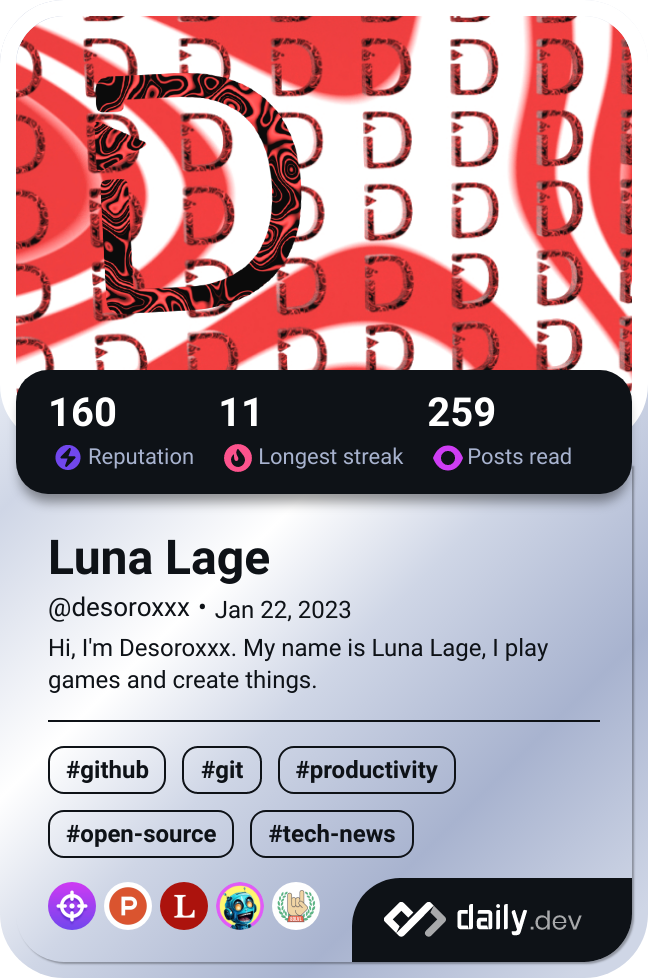 D
160 11 259
Reputation Longest streak Posts read
Luna Lage
@desoroxxx • Jan 22, 2023
Hi, I'm Desoroxxx. My name is Luna Lage, I play
games and create things.
#github #git #productivity
#open-source #tech-news
P L
daily.dev